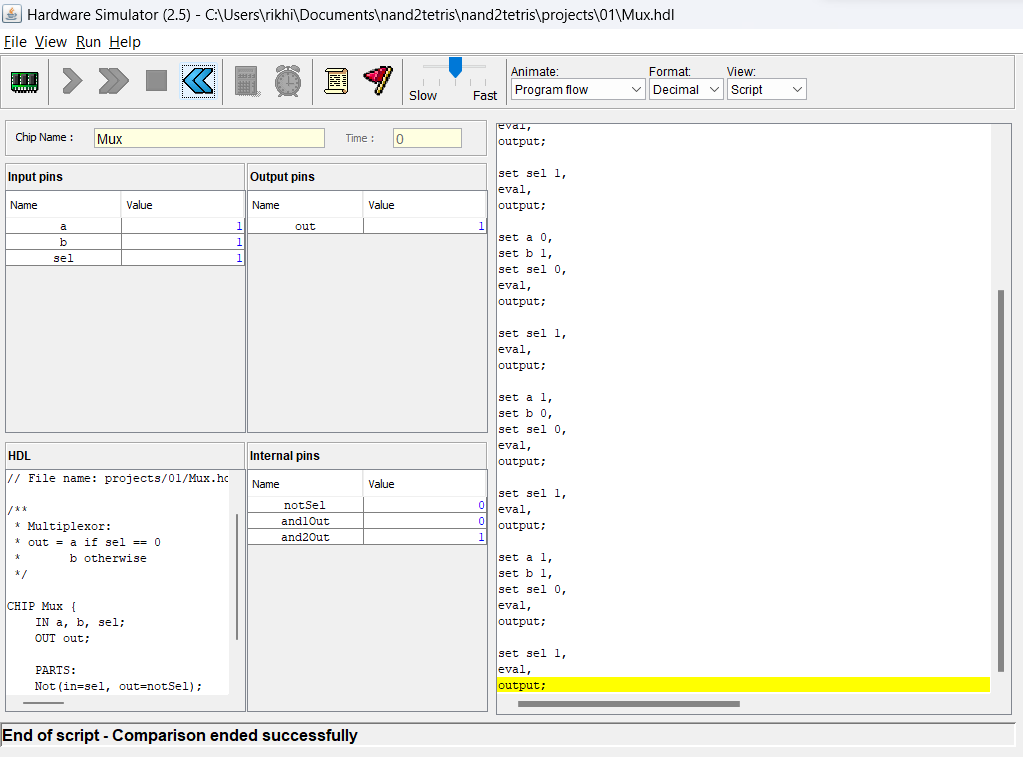 Hardware Simulator (2.5) - C:\Users\rikhi\Documents\nand2tetris\nand2tetris\projects\01\Mux.hdl
File View Run Help
Slow Fast
Animate: Format: View:
Program flow Decimal Script
Chip Name : Mux Time : 0
Input pins
Name Value
a 1
b 1
sel 1
Output pins
Name Value
out 1
HDL
// File name: projects/01/Mux.hd
/**
* Multiplexor:
* out = a if sel == 0
* b otherwise
*/
CHIP Mux {
IN a, b, sel;
OUT out;
PARTS:
Not(in=sel, out=notSel);
Internal pins
Name Value
notSel 0
and1Out 0
and2Out 1
eval,
output;
set sel 1,
eval,
output;
set a 0,
set b 1,
set sel 0,
eval,
output;
set sel 1,
eval,
output;
set a 1,
set b 0,
set sel 0,
eval,
output;
set sel 1,
eval,
output;
set a 1,
set b 1,
set sel 0,
eval,
output;
set sel 1,
eval,
output;
End of script - Comparison ended successfully